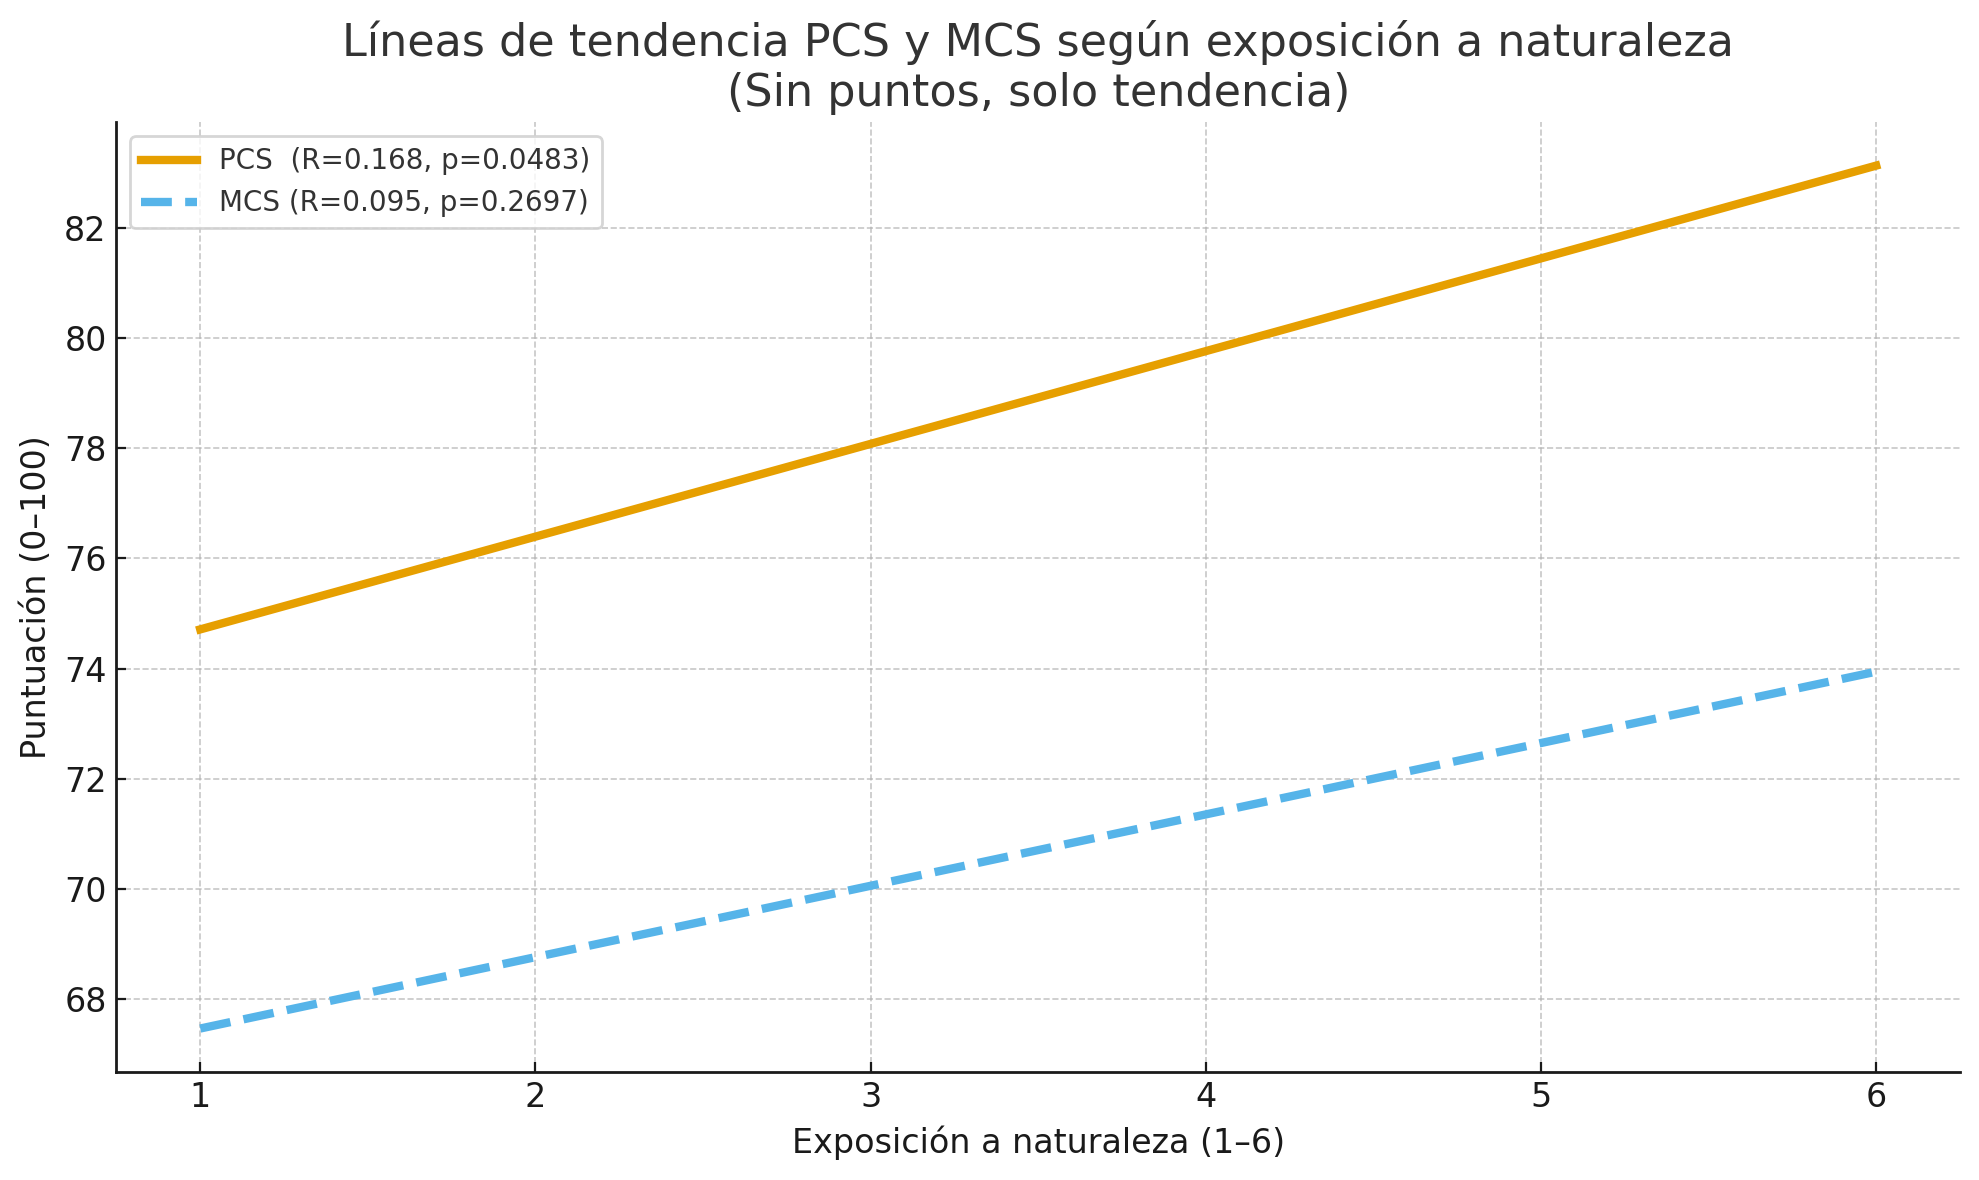 Líneas de tendencia PCS y MCS según exposición a naturaleza
(Sin puntos, solo tendencia)
PCS  (R=0.168, p=0.0483)
MCS (R=0.095, p=0.2697)
Puntuación (0–100)
82
80
78
76
74
72
70
68
1 2 3 4 5 6
Exposición a naturaleza (1–6)